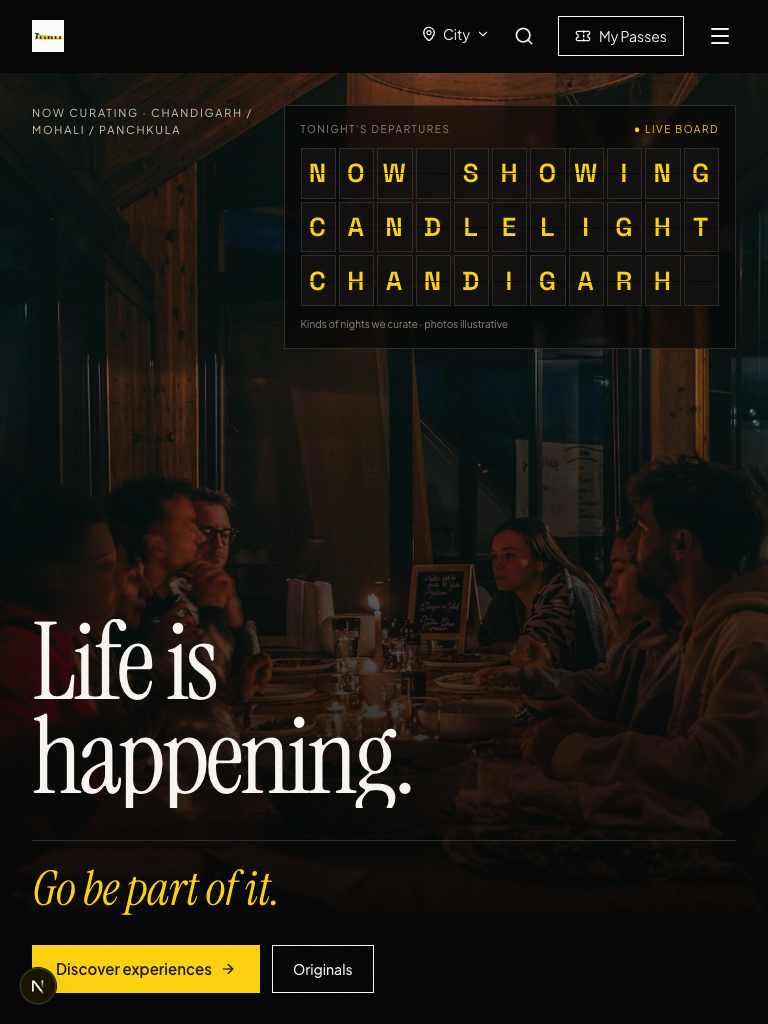 City
My Passes
NOW CURATING · CHANDIGARH /
MOHALI / PANCHKULA
TONIGHT'S DEPARTURES
● LIVE BOARD
NOW SHOWING
CANDLELIGHT
CHANDIGARH
Kinds of nights we curate · photos illustrative
Life is
happening.
Go be part of it.
Discover experiences →
Originals
N